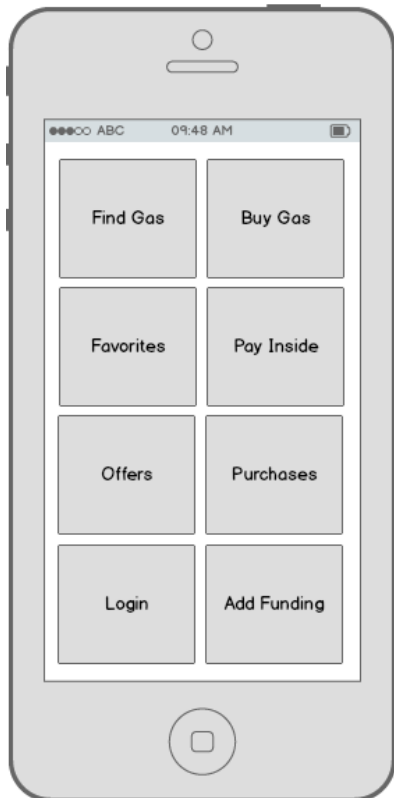 ABC 09:48 AM
Find Gas Buy Gas
Favorites Pay Inside
Offers Purchases
Login Add Funding